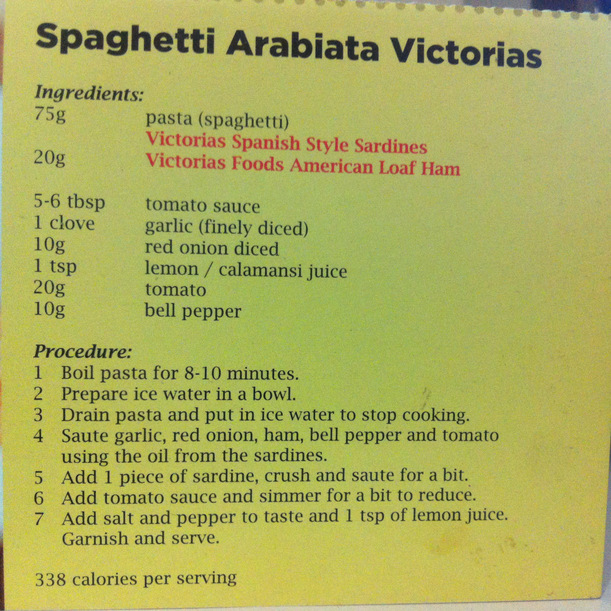 Spaghetti Arabiata Victorias
Ingredients:
75g pasta (spaghetti)
Victorias Spanish Style Sardines
20g Victorias Foods American Loaf Ham
5-6 tbsp tomato sauce
1 clove garlic (finely diced)
10g red onion diced
1 tsp lemon / calamansi juice
20g tomato
10g bell pepper
Procedure:
1 Boil pasta for 8-10 minutes.
2 Prepare ice water in a bowl.
3 Drain pasta and put in ice water to stop cooking.
4 Saute garlic, red onion, ham, bell pepper and tomato
using the oil from the sardines.
5 Add 1 piece of sardine, crush and saute for a bit.
6 Add tomato sauce and simmer for a bit to reduce.
7 Add salt and pepper to taste and 1 tsp of lemon juice.
Garnish and serve.
338 calories per serving